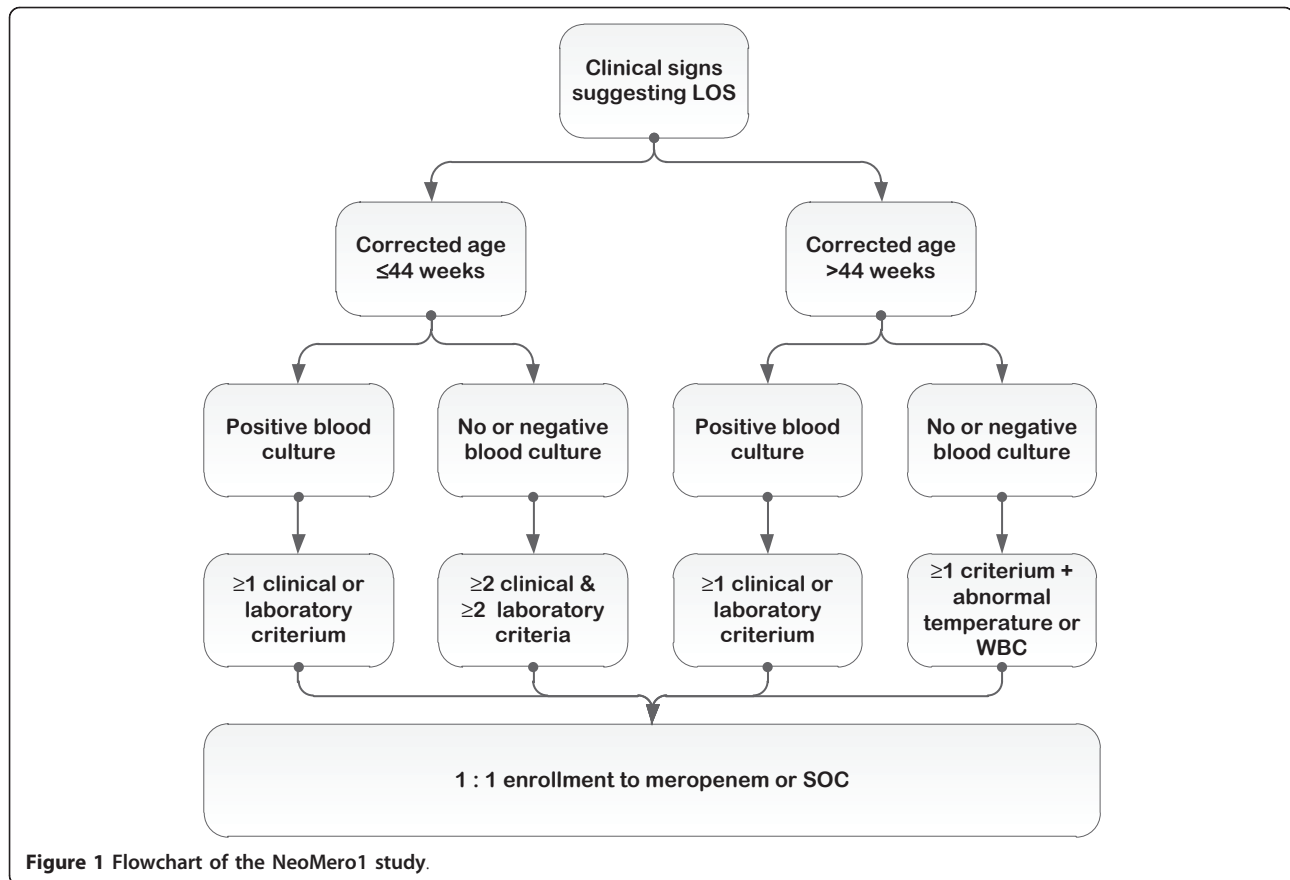 Clinical signs
suggesting LOS
Corrected age
≤44 weeks
Corrected age
>44 weeks
Positive blood
culture
No or negative
blood culture
Positive blood
culture
No or negative
blood culture
≥1 clinical or
laboratory
criterium
≥2 clinical &
≥2 laboratory
criteria
≥1 clinical or
laboratory
criterium
≥1 criterium +
abnormal
temperature or
WBC
1 : 1 enrollment to meropenem or SOC
Figure 1 Flowchart of the NeoMero1 study.